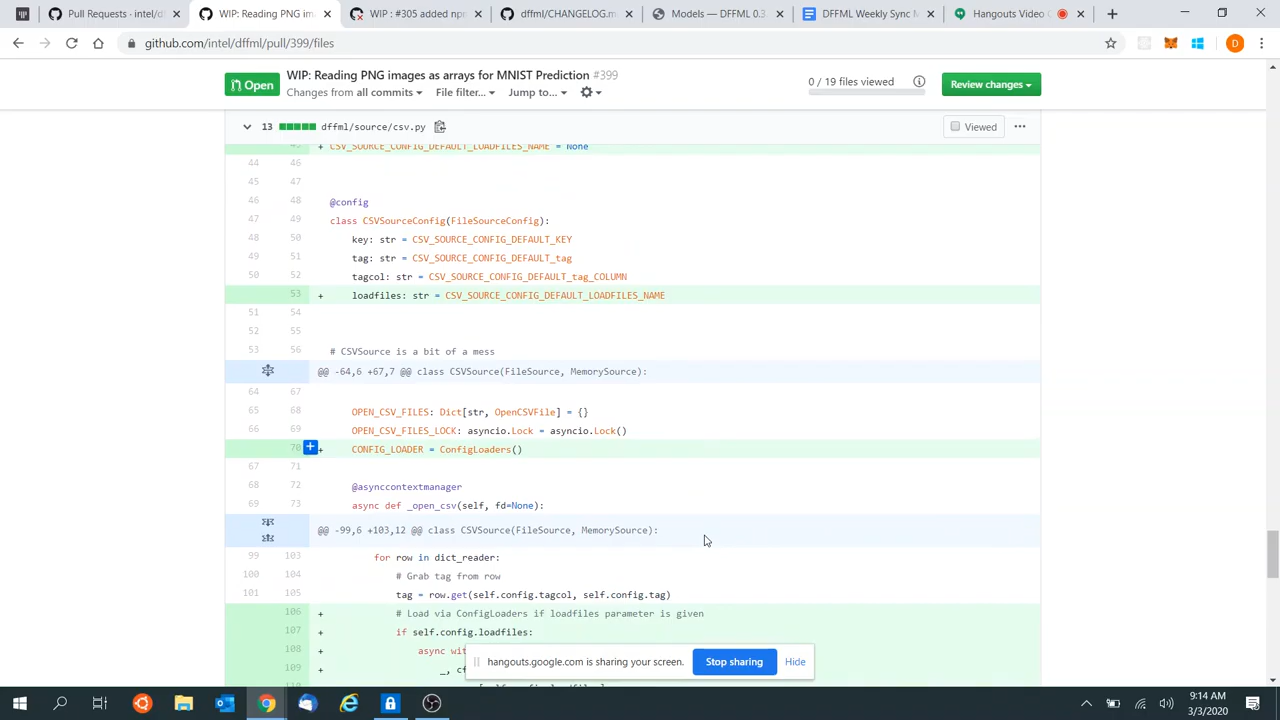 Pull Requests · intel/d
WIP: Reading PNG image
WIP : #305 added npm
dffml/CHANGELOG.m
Models — DFFML 0.3
DFFML Weekly Sync M
Hangouts Video C
github.com/intel/dffml/pull/399/files
D
Open
WIP: Reading PNG images as arrays for MNIST Prediction #399
Changes from all commits
File filter...
Jump to...
0 / 19 files viewed
Review changes
13
dffml/source/csv.py
Viewed
45 + CSV_SOURCE_CONFIG_DEFAULT_LOADFILES_NAME = None
44 46
45 47
46 48 @config
47 49 class CSVSourceConfig(FileSourceConfig):
48 50 key: str = CSV_SOURCE_CONFIG_DEFAULT_KEY
49 51 tag: str = CSV_SOURCE_CONFIG_DEFAULT_tag
50 52 tagcol: str = CSV_SOURCE_CONFIG_DEFAULT_tag_COLUMN
53 + loadfiles: str = CSV_SOURCE_CONFIG_DEFAULT_LOADFILES_NAME
51 54
52 55
53 56 # CSVSource is a bit of a mess
@@ -64,6 +67,7 @@ class CSVSource(FileSource, MemorySource):
64 67
65 68 OPEN_CSV_FILES: Dict[str, OpenCSVFile] = {}
66 69 OPEN_CSV_FILES_LOCK: asyncio.Lock = asyncio.Lock()
70 + CONFIG_LOADER = ConfigLoaders()
67 71
68 72 @asynccontextmanager
69 73 async def _open_csv(self, fd=None):
@@ -99,6 +103,12 @@ class CSVSource(FileSource, MemorySource):
99 103 for row in dict_reader:
100 104 # Grab tag from row
101 105 tag = row.get(self.config.tagcol, self.config.tag)
106 + # Load via ConfigLoaders if loadfiles parameter is given
107 + if self.config.loadfiles:
108 + async wit
109 + _, c
hangouts.google.com is sharing your screen.
Stop sharing
Hide
9:14 AM
3/3/2020